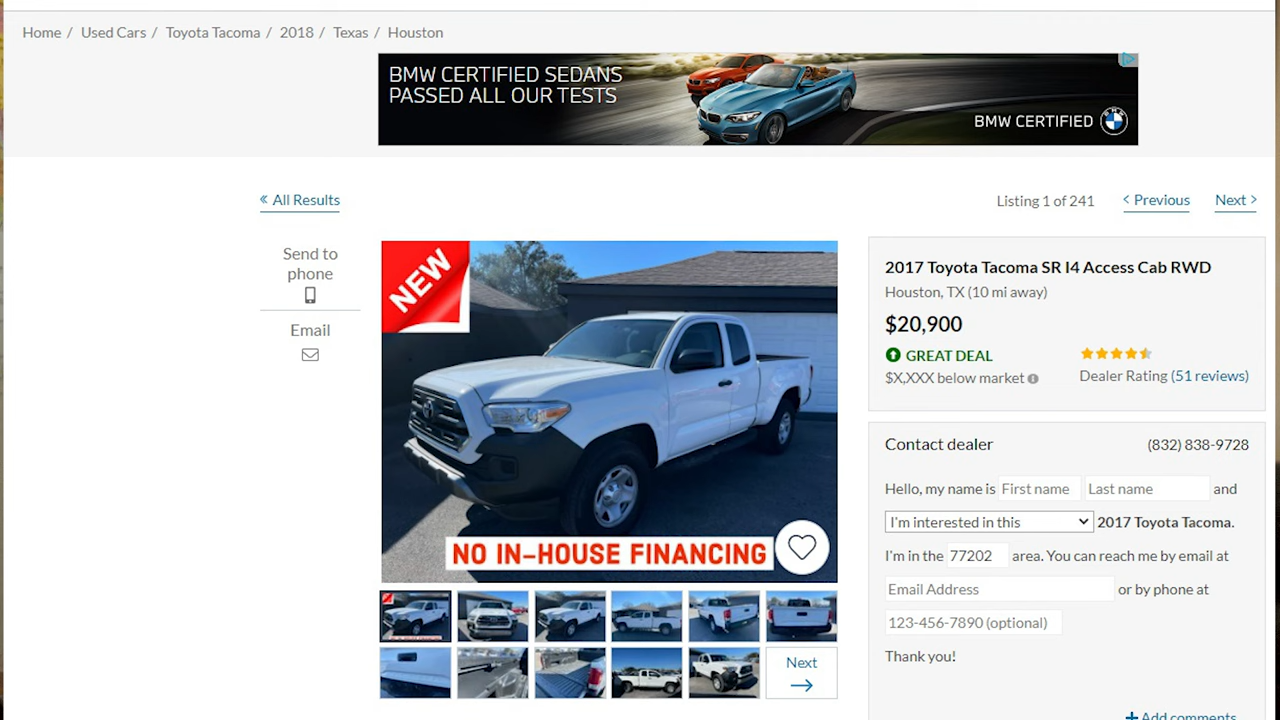 Home / Used Cars / Toyota Tacoma / 2018 / Texas / Houston
BMW CERTIFIED SEDANS
PASSED ALL OUR TESTS
BMW CERTIFIED
« All Results
Listing 1 of 241
< Previous
Next >
Send to
phone
Email
NEW
NO IN-HOUSE FINANCING
Next
→
2017 Toyota Tacoma SR I4 Access Cab RWD
Houston, TX (10 mi away)
$20,900
GREAT DEAL
$X,XXX below market
Dealer Rating (51 reviews)
Contact dealer (832) 838-9728
Hello, my name is First name Last name and
I'm interested in this 2017 Toyota Tacoma.
I'm in the 77202 area. You can reach me by email at
Email Address or by phone at
123-456-7890 (optional)
Thank you!
+ Add comments